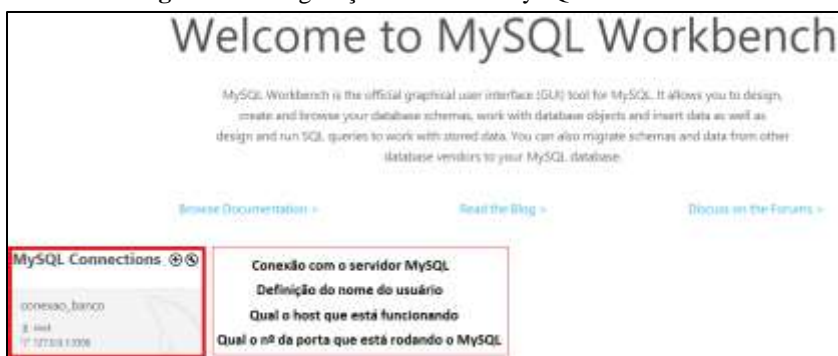 Welcome to MySQL Workbench
MySQL Workbench is the official graphical user interface (GUI) tool for MySQL. It allows you to design,
create and browse your database schemas, work with database objects and insert data as well as
design and run SQL queries to work with stored data. You can also migrate schemas and data from other
database vendors to your MySQL database.
Browse Documentation >
Read the Blog >
Discuss on the Forums >
MySQL Connections
Conexão com o servidor MySQL
Definição do nome do usuário
Qual o host que está funcionando
Qual o nº da porta que está rodando o MySQL
conexao_banco
root